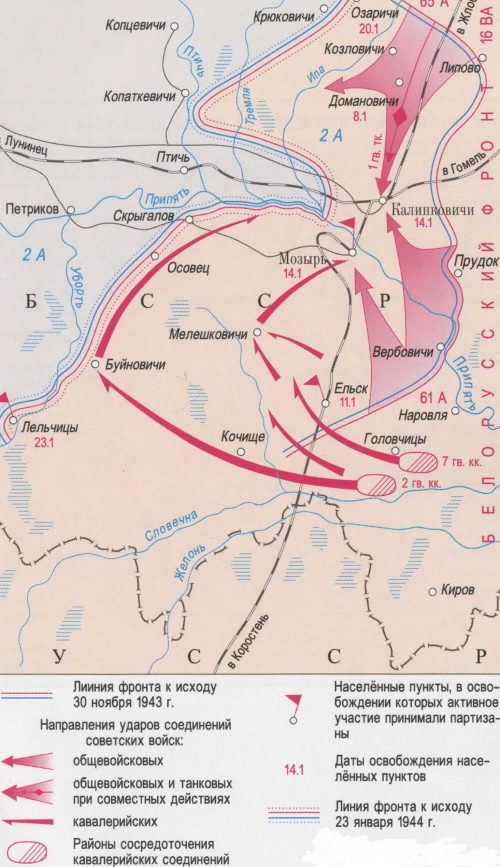 65 А
Озаричи
20.1
в Жло
16 ВА
Крюковичи
Копцевичи
Козловичи
Липово
Птичь
Ипа
Тремля
Копаткевичи
Домановичи
8.1
2 А
1 гв. тк.
Лунинец
Птичь
в Гомель
Петриков
Припять
Скрыгалов
Калинковичи
14.1
2 А
Уборть
Осовец
Мозырь
14.1
Прудок
Б С С Р
БЕЛОРУССКИЙ ФРОНТ
Мелешковичи
Вербовичи
Буйновичи
Припять
Ельск
11.1
61 А
Наровля
Лельчицы
23.1
Кочище
Головчицы
7 гв. кк.
2 гв. кк.
Словечна
Желонь
Киров
в Коростень
У С С Р
Лиииия фронта к исходу
30 ноября 1943 г.
Направления ударов соединений
советских войск:
общевойсковых
общевойсковых и танковых
при совместных действиях
кавалерийских
Районы сосредоточения
кавалерийских соединений
Населённые пункты, в осво-
бождении которых активное
участие принимали партиза-
ны
14.1
Даты освобождения насе-
лённых пунктов
Линия фронта к исходу
23 января 1944 г.